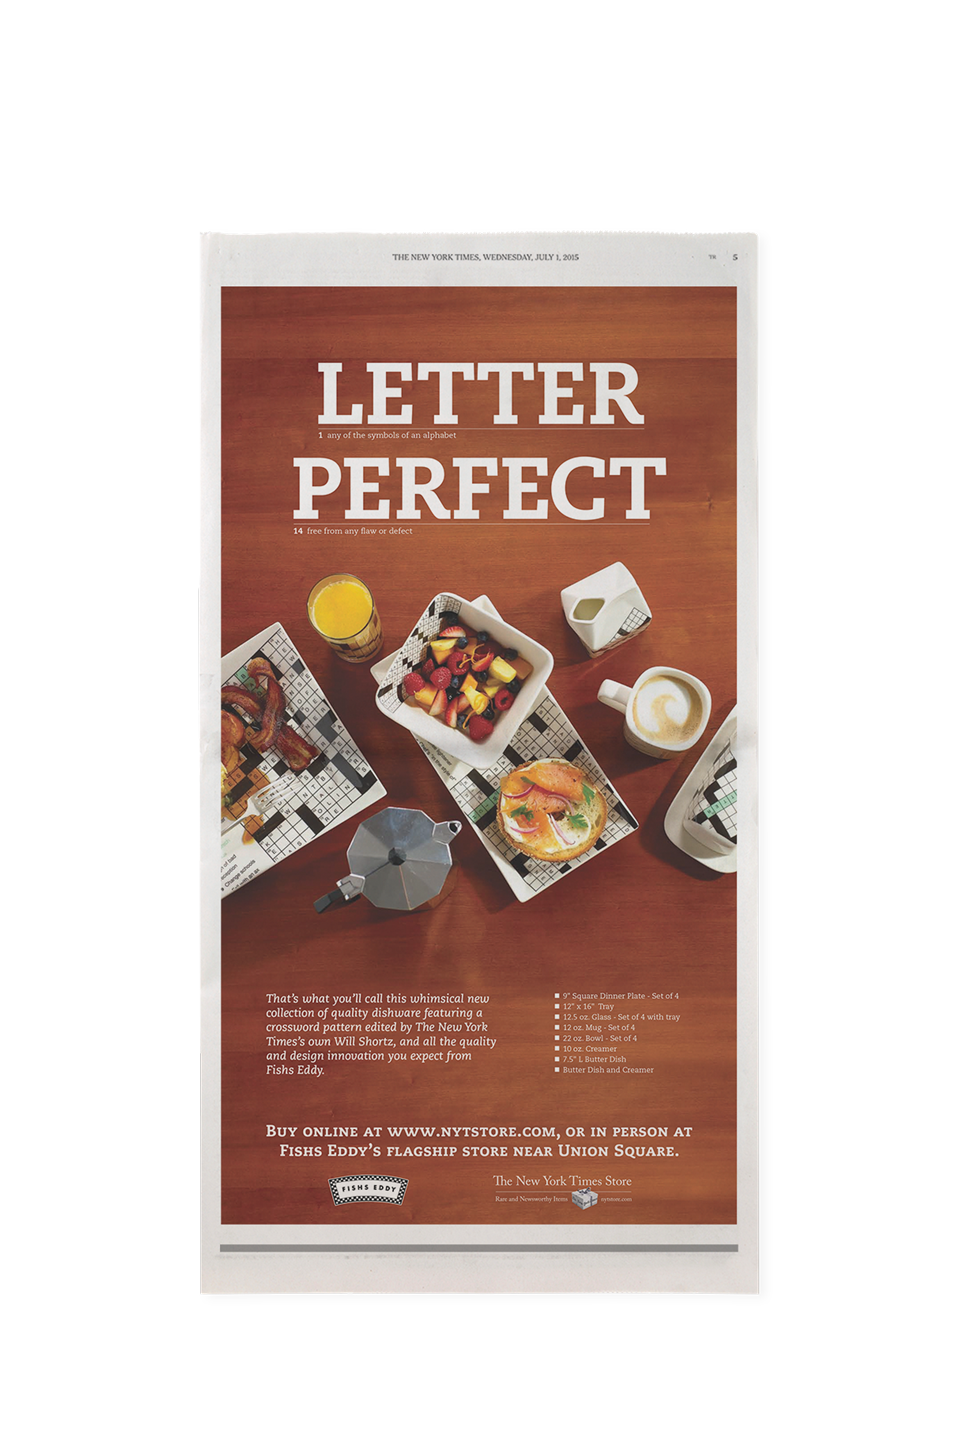 THE NEW YORK TIMES, WEDNESDAY, JULY 1, 2015
YR 5
LETTER
1 any of the symbols of an alphabet
PERFECT
14 free from any flaw or defect
That's what you'll call this whimsical new
collection of quality dishware featuring a
crossword pattern edited by The New York
Times's own Will Shortz, and all the quality
and design innovation you expect from
Fishs Eddy.
■ 9" Square Dinner Plate - Set of 4
■ 12" x 16" Tray
■ 12.5 oz. Glass - Set of 4 with tray
■ 12 oz. Mug - Set of 4
■ 22 oz. Bowl - Set of 4
■ 10 oz. Creamer
■ 7.5" L Butter Dish
■ Butter Dish and Creamer
BUY ONLINE AT WWW.NYTSTORE.COM, OR IN PERSON AT
FISHS EDDY'S FLAGSHIP STORE NEAR UNION SQUARE.
FISHS EDDY
The New York Times Store
Rare and Newsworthy Items nytstore.com